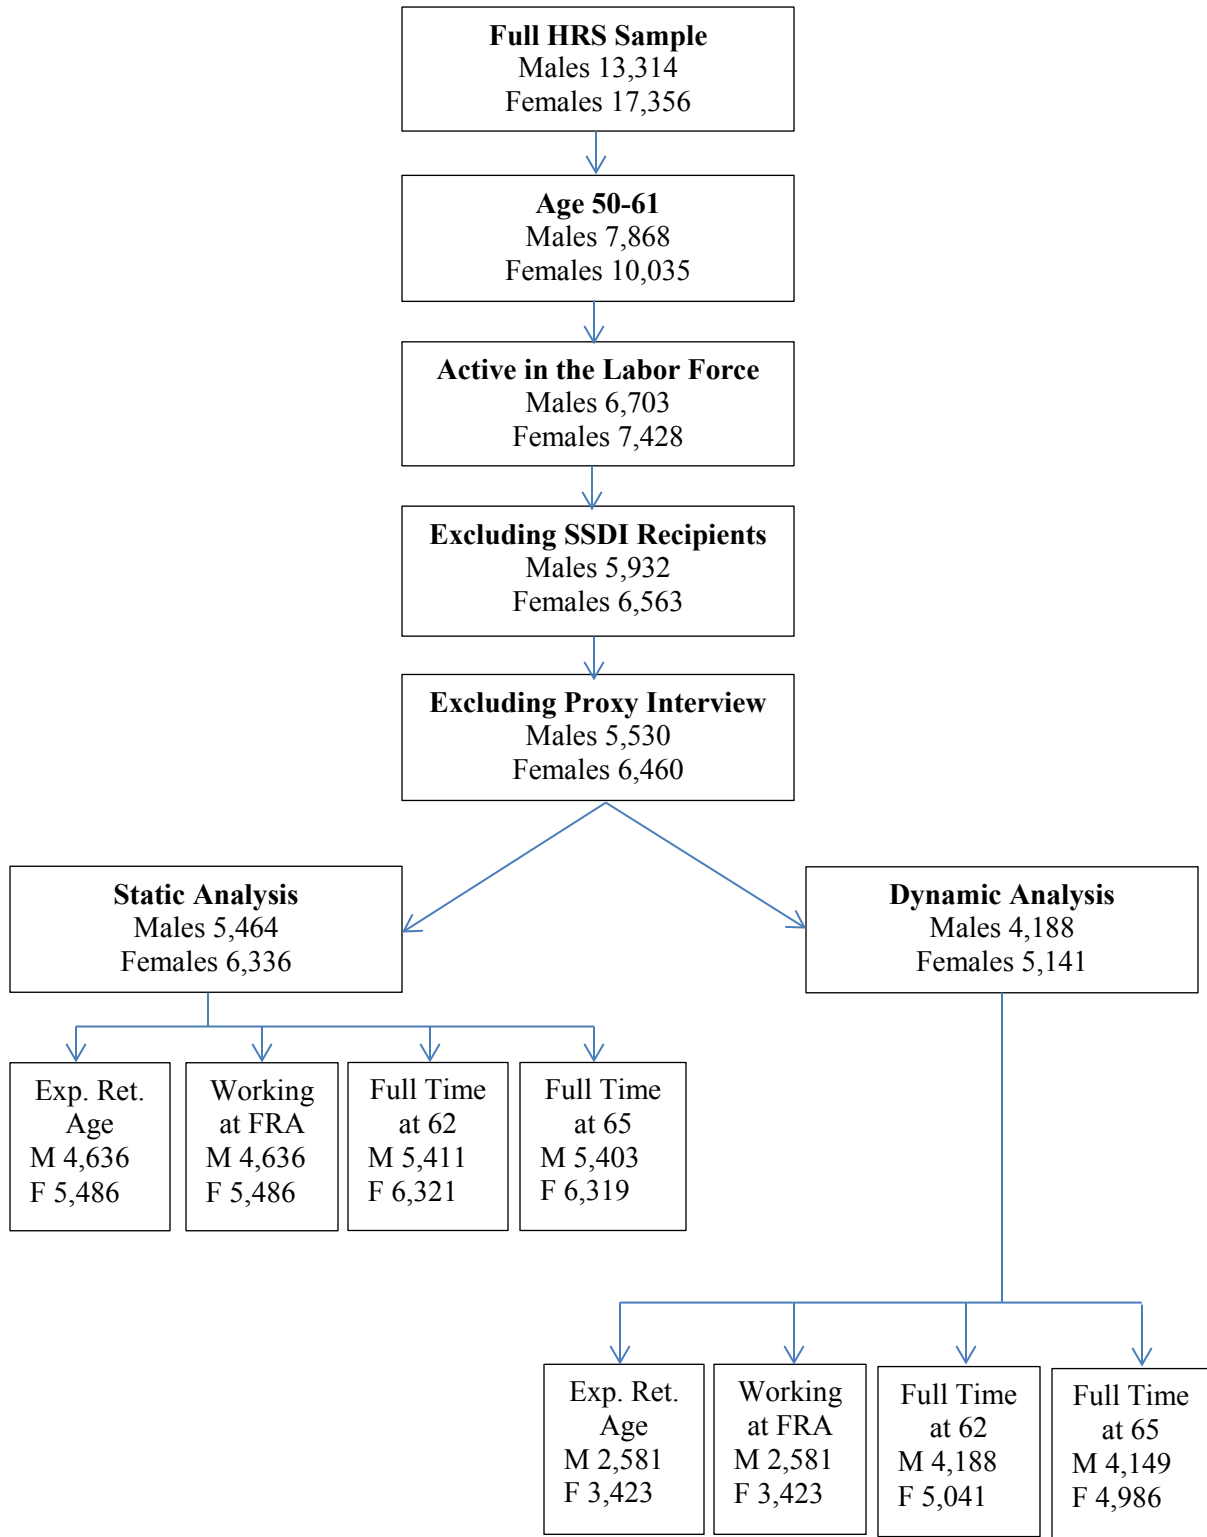 Full HRS Sample
Males 13,314
Females 17,356
Age 50-61
Males 7,868
Females 10,035
Active in the Labor Force
Males 6,703
Females 7,428
Excluding SSDI Recipients
Males 5,932
Females 6,563
Excluding Proxy Interview
Males 5,530
Females 6,460
Static Analysis
Males 5,464
Females 6,336
Dynamic Analysis
Males 4,188
Females 5,141
Exp. Ret.
Age
M 4,636
F 5,486
Working
at FRA
M 4,636
F 5,486
Full Time
at 62
M 5,411
F 6,321
Full Time
at 65
M 5,403
F 6,319
Exp. Ret.
Age
M 2,581
F 3,423
Working
at FRA
M 2,581
F 3,423
Full Time
at 62
M 4,188
F 5,041
Full Time
at 65
M 4,149
F 4,986